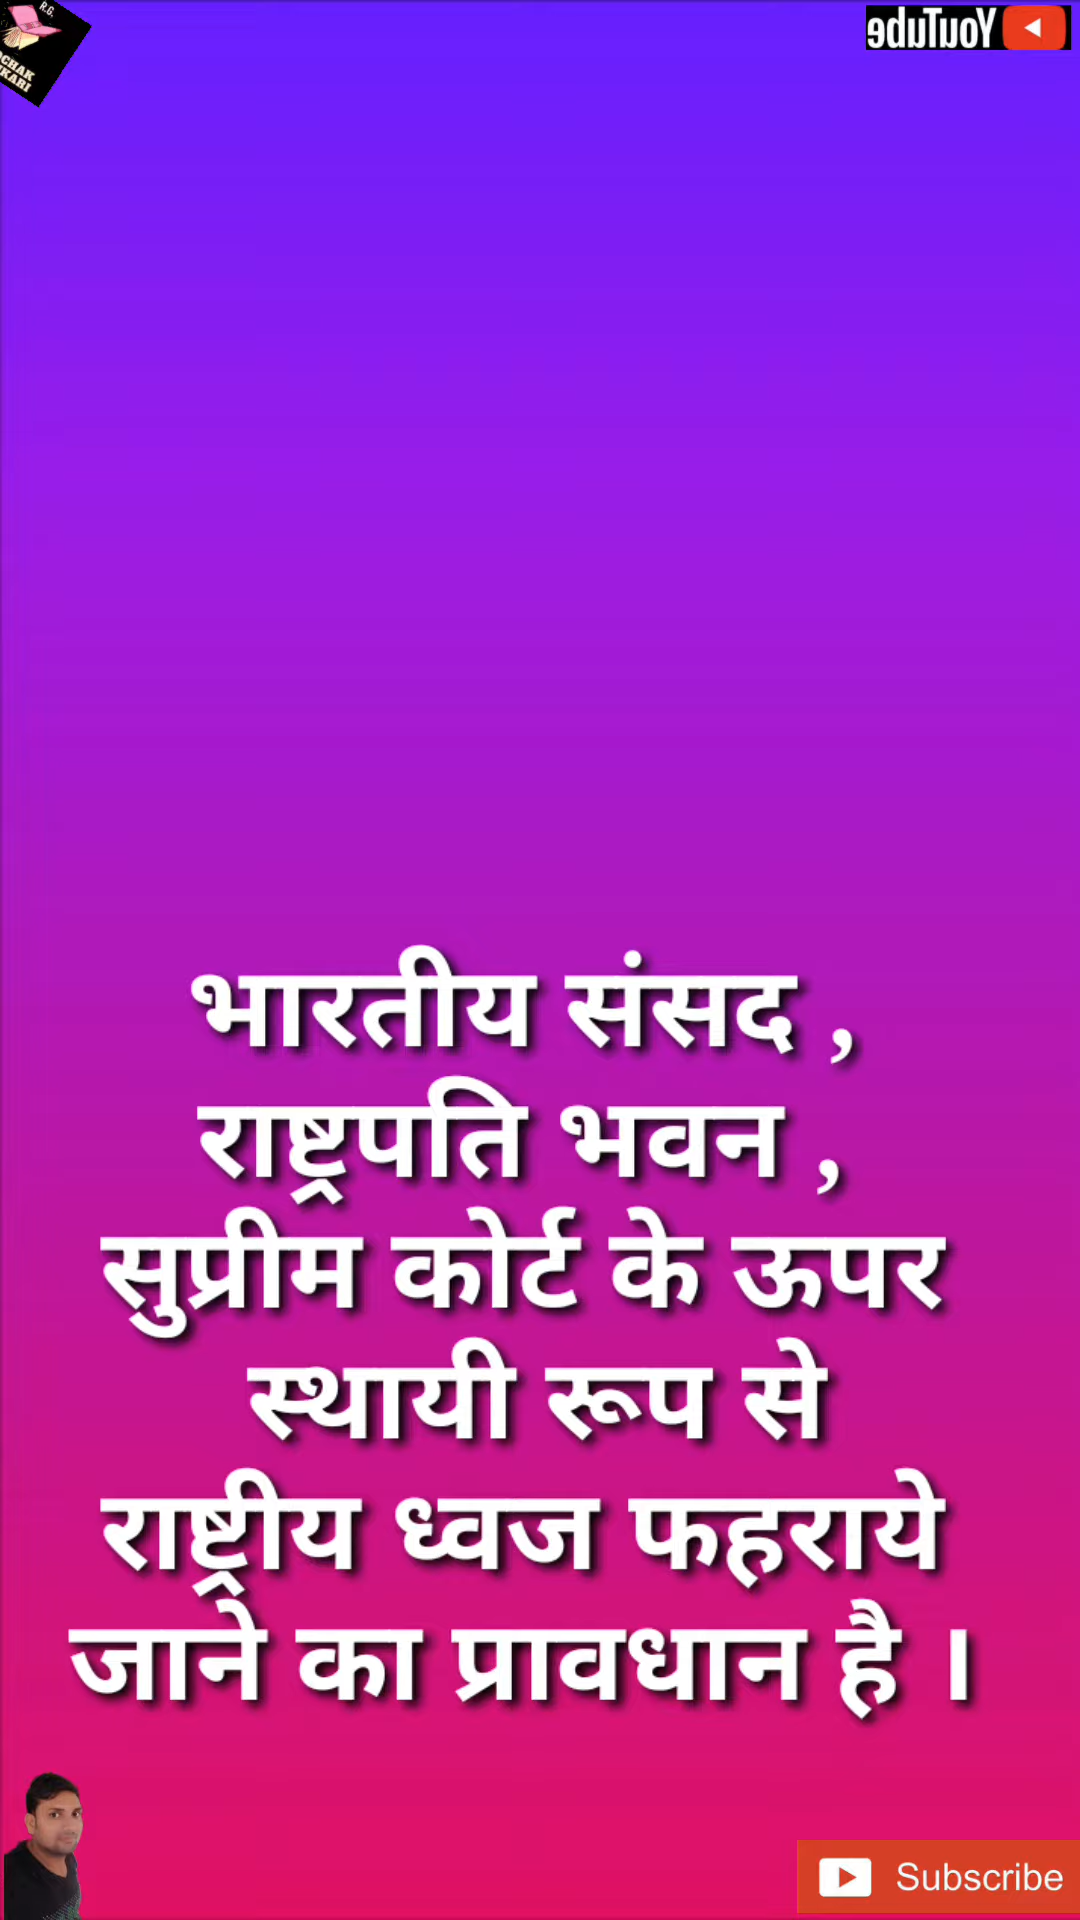 R.G.
YouTube
भारतीय संसद ,
राष्ट्रपति भवन ,
सुप्रीम कोर्ट के ऊपर
स्थायी रूप से
राष्ट्रीय ध्वज फहराये
जाने का प्रावधान है ।
Subscribe